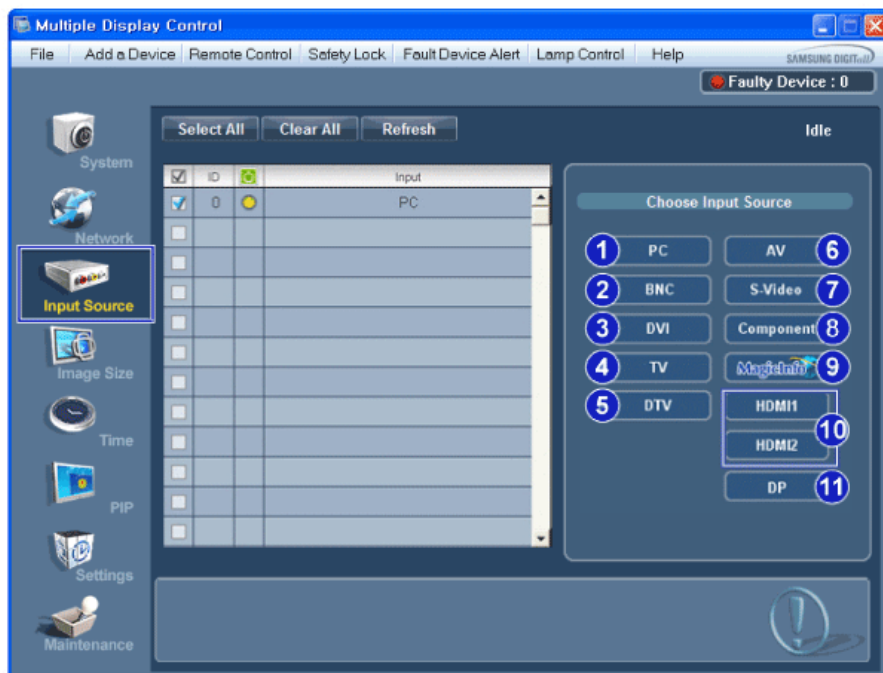 Multiple Display Control
File Add a Device Remote Control Safety Lock Fault Device Alert Lamp Control Help
SAMSUNG DIGITall
Faulty Device : 0
Select All Clear All Refresh Idle
System
ID Input
0 PC
Choose Input Source
Network
1 PC AV 6
2 BNC S-Video 7
Input Source
3 DVI Component 8
4 TV MagicInfo 9
Image Size
5 DTV HDMI1
10
HDMI2
Time
DP 11
PIP
Settings
Maintenance